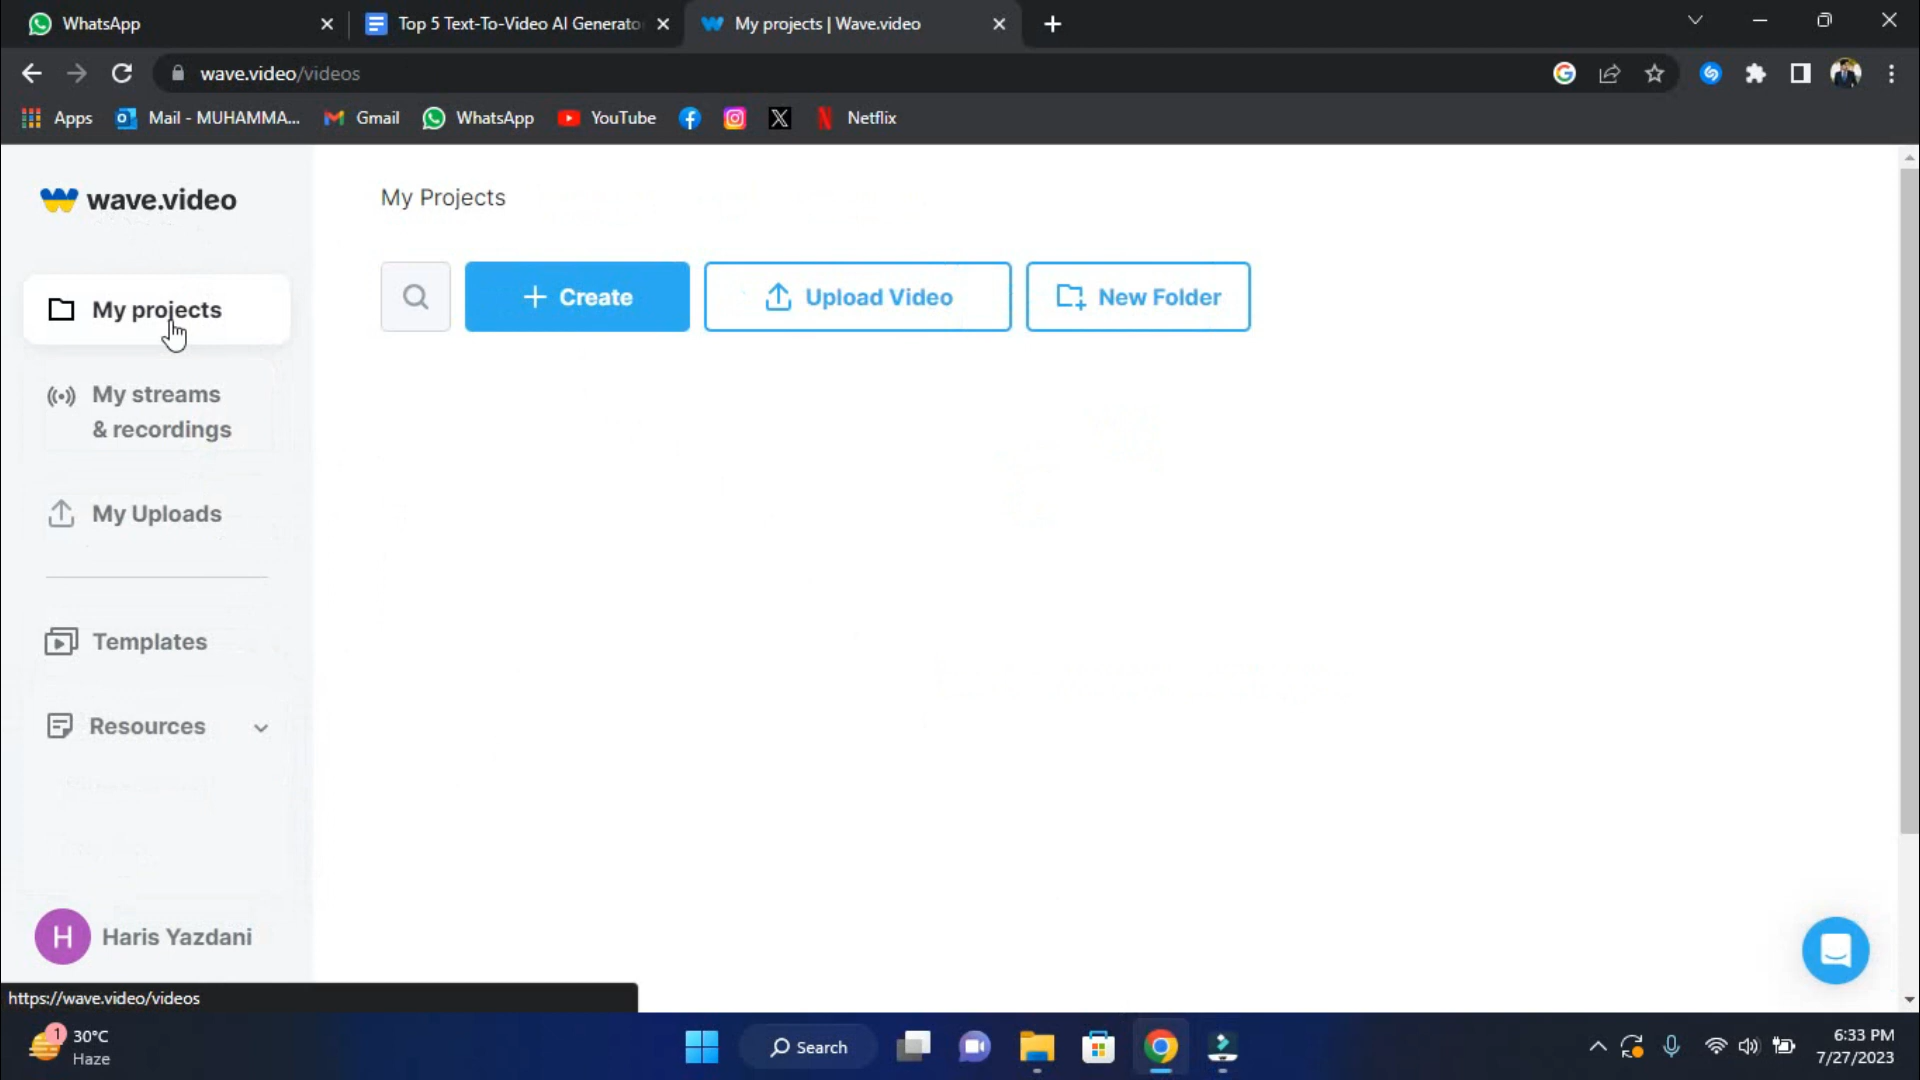 WhatsApp
Top 5 Text-To-Video AI Generato
My projects | Wave.video
wave.video/videos
Apps
Mail - MUHAMMA...
Gmail
WhatsApp
YouTube
Netflix
wave.video
My Projects
Create
Upload Video
New Folder
My projects
My streams
& recordings
My Uploads
Templates
Resources
H
Haris Yazdani
https://wave.video/videos
1
30°C
Haze
Search
6:33 PM
7/27/2023